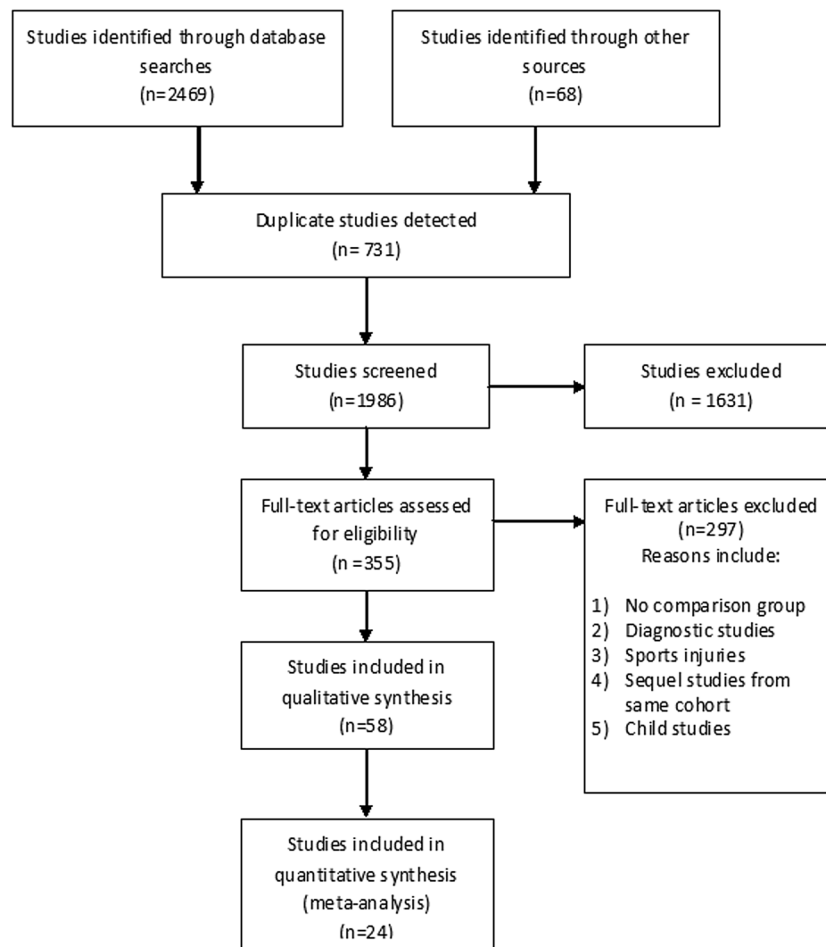 Studies identified through database
searches
(n=2469)
Studies identified through other
sources
(n=68)
Duplicate studies detected
(n= 731)
Studies screened
(n=1986)
Studies excluded
(n = 1631)
Full-text articles assessed
for eligibility
(n =355)
Full-text articles excluded
(n=297)
Reasons include:
1) No comparison group
2) Diagnostic studies
3) Sports injuries
4) Sequel studies from
same cohort
5) Child studies
Studies included in
qualitative synthesis
(n=58)
Studies included in
quantitative synthesis
(meta-analysis)
(n=24)